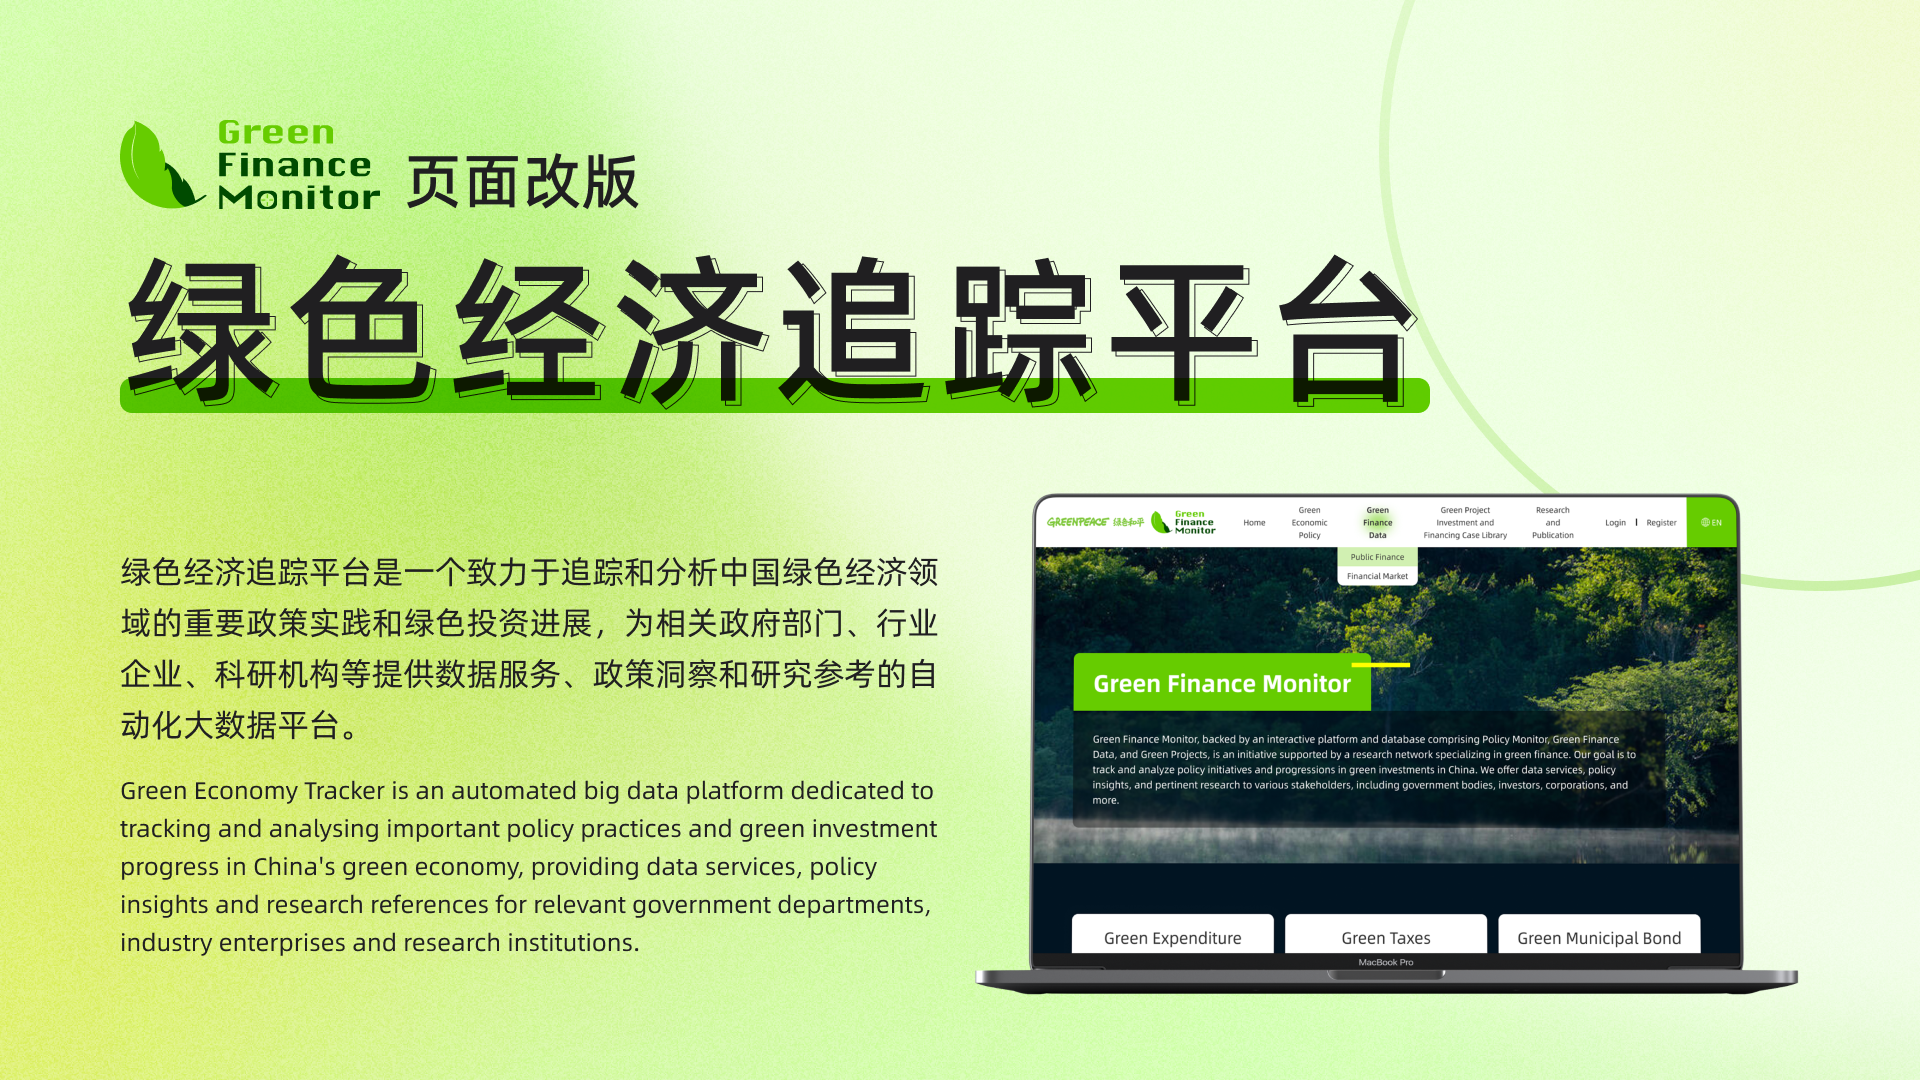 Green
Finance
Monitor
页面改版
绿色经济追踪平台
绿色经济追踪平台是一个致力于追踪和分析中国绿色经济领
域的重要政策实践和绿色投资进展，为相关政府部门、行业
企业、科研机构等提供数据服务、政策洞察和研究参考的自
动化大数据平台。
Green Economy Tracker is an automated big data platform dedicated to
tracking and analysing important policy practices and green investment
progress in China's green economy, providing data services, policy
insights and research references for relevant government departments,
industry enterprises and research institutions.
GREENPEACE 绿色和平
Green
Finance
Monitor
Home
Green
Economic
Policy
Green
Finance
Data
Green Project
Investment and
Financing Case Library
Research
and
Publication
Login | Register
EN
Public Finance
Financial Market
Green Finance Monitor
Green Finance Monitor, backed by an interactive platform and database comprising Policy Monitor, Green Finance
Data, and Green Projects, is an initiative supported by a research network specializing in green finance. Our goal is to
track and analyze policy initiatives and progressions in green investments in China. We offer data services, policy
insights, and pertinent research to various stakeholders, including government bodies, investors, corporations, and
more.
Green Expenditure
Green Taxes
Green Municipal Bond
MacBook Pro